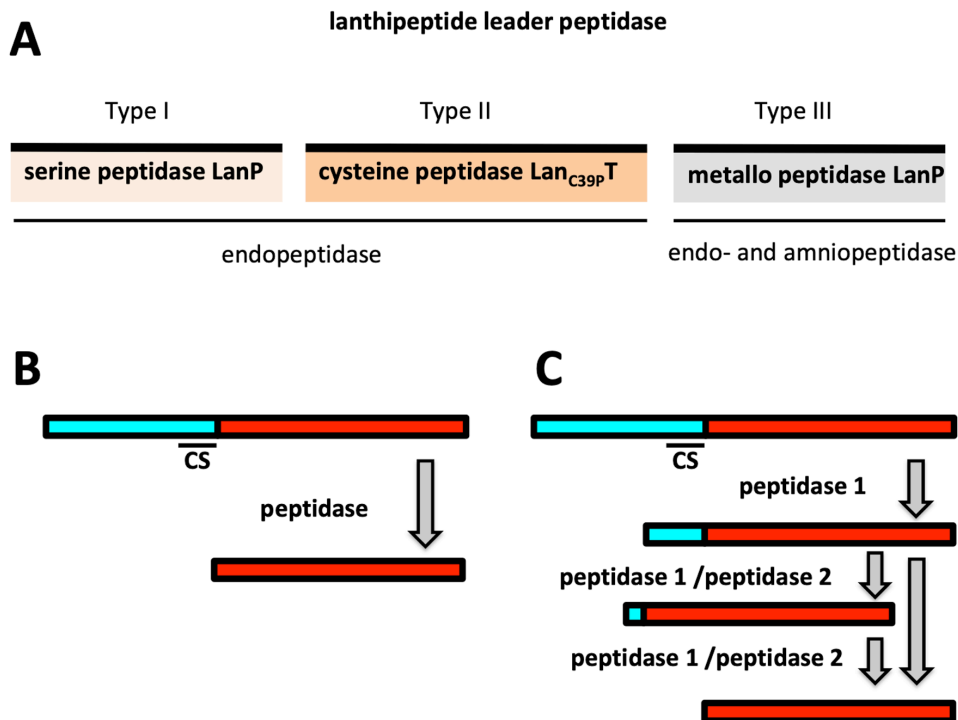 A
lanthipeptide leader peptidase
Type I
Type II
Type III
serine peptidase LanP
cysteine peptidase LanC39PT
metallo peptidase LanP
endopeptidase
endo- and amniopeptidase
B
C
CS
peptidase
CS
peptidase 1
peptidase 1 /peptidase 2
peptidase 1 /peptidase 2